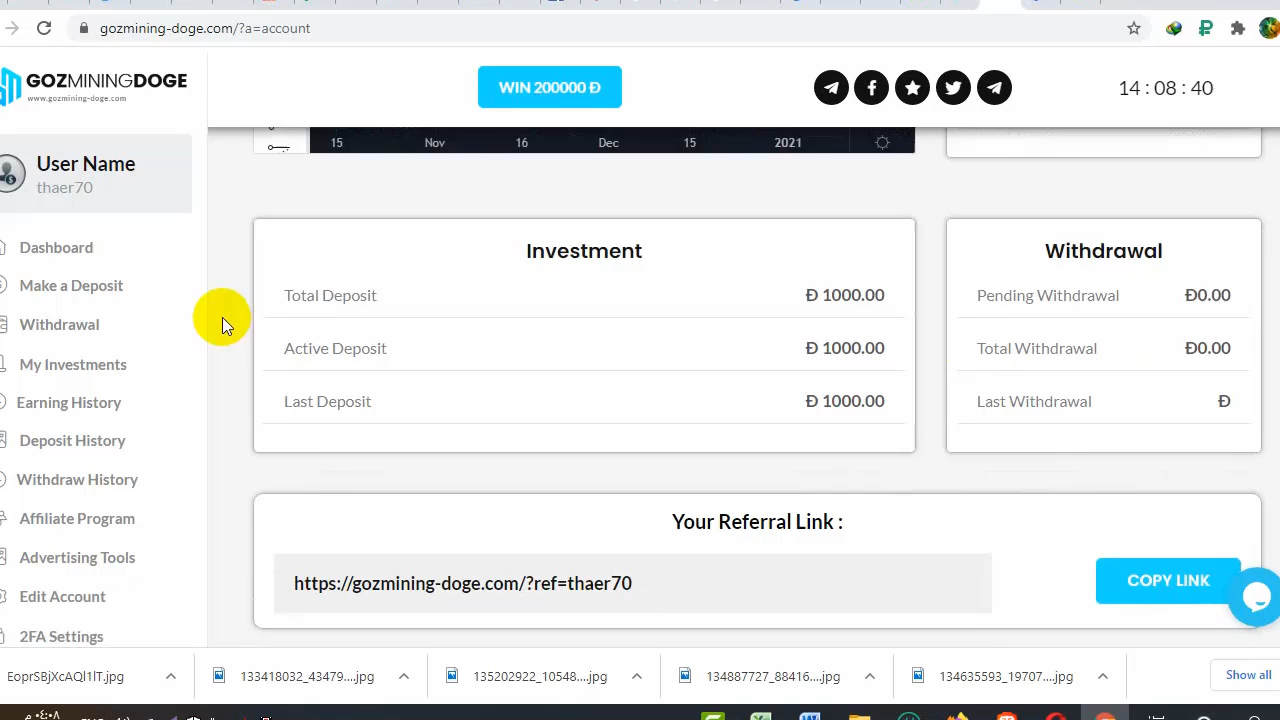 gozmining-doge.com/?a=account
GOZMININGDOGE
www.gozmining-doge.com
WIN 200000 Đ
14 : 08 : 40
User Name
thaer70
15 Nov 16 Dec 15 2021
Dashboard
Make a Deposit
Withdrawal
My Investments
Earning History
Deposit History
Withdraw History
Affiliate Program
Advertising Tools
Edit Account
2FA Settings
Investment
Total Deposit Đ 1000.00
Active Deposit Đ 1000.00
Last Deposit Đ 1000.00
Withdrawal
Pending Withdrawal Đ0.00
Total Withdrawal Đ0.00
Last Withdrawal Đ
Your Referral Link :
https://gozmining-doge.com/?ref=thaer70
COPY LINK
133418032_43479....jpg
135202922_10548....jpg
134887727_88416....jpg
134635593_19707....jpg
Show all